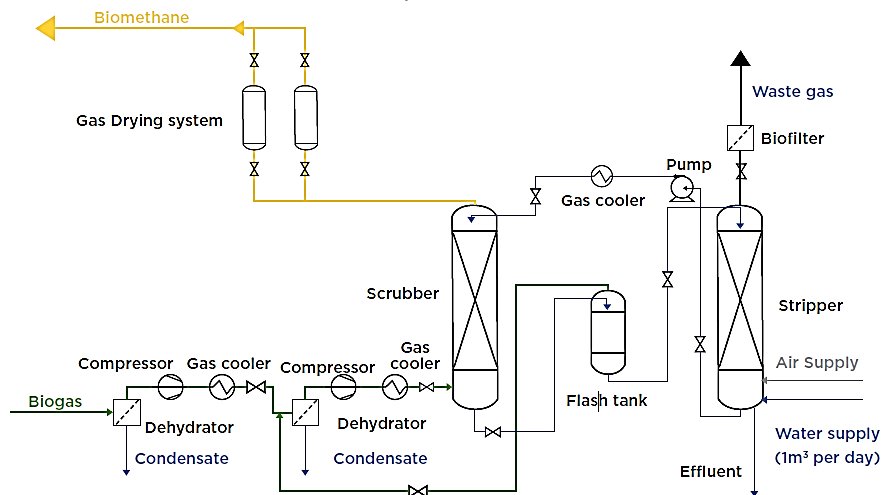 Biomethane
Gas Drying system
Waste gas
Biofilter
Pump
Gas cooler
Scrubber
Stripper
Gas
cooler
Compressor
Gas cooler
Compressor
Air Supply
Biogas
Flash tank
Dehydrator
Dehydrator
Water supply
(1m³ per day)
Condensate
Condensate
Effluent